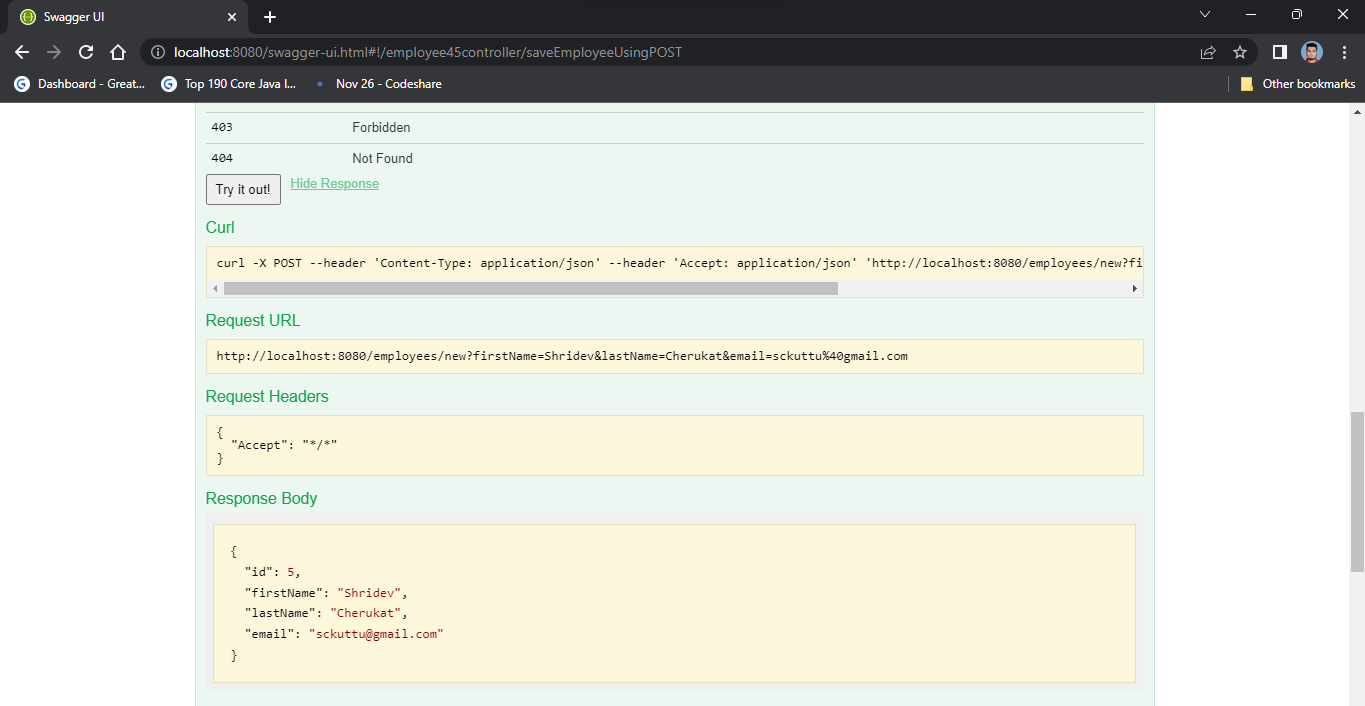 Swagger UI
localhost:8080/swagger-ui.html#!/employee45controller/saveEmployeeUsingPOST
Dashboard - Great... Top 190 Core Java I... Nov 26 - Codeshare Other bookmarks
403 Forbidden
404 Not Found
Try it out! Hide Response
Curl
curl -X POST --header 'Content-Type: application/json' --header 'Accept: application/json' 'http://localhost:8080/employees/new?fi
Request URL
http://localhost:8080/employees/new?firstName=Shridev&lastName=Cherukat&email=sckuttu%40gmail.com
Request Headers
{
"Accept": "*/*"
}
Response Body
{
"id": 5,
"firstName": "Shridev",
"lastName": "Cherukat",
"email": "sckuttu@gmail.com"
}